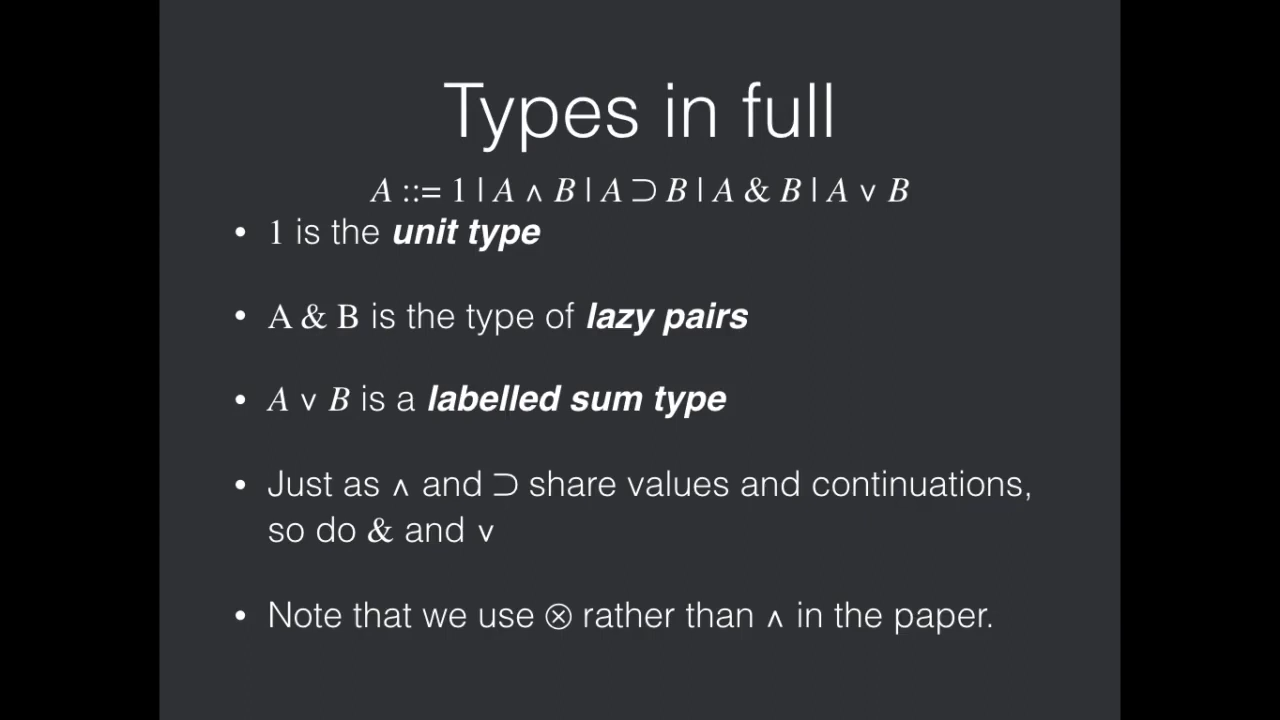 Types in full
A ::= 1 | A ∧ B | A ⊃ B | A & B | A ∨ B
• 1 is the unit type
• A & B is the type of lazy pairs
• A ∨ B is a labelled sum type
• Just as ∧ and ⊃ share values and continuations,
so do & and ∨
• Note that we use ⊗ rather than ∧ in the paper.